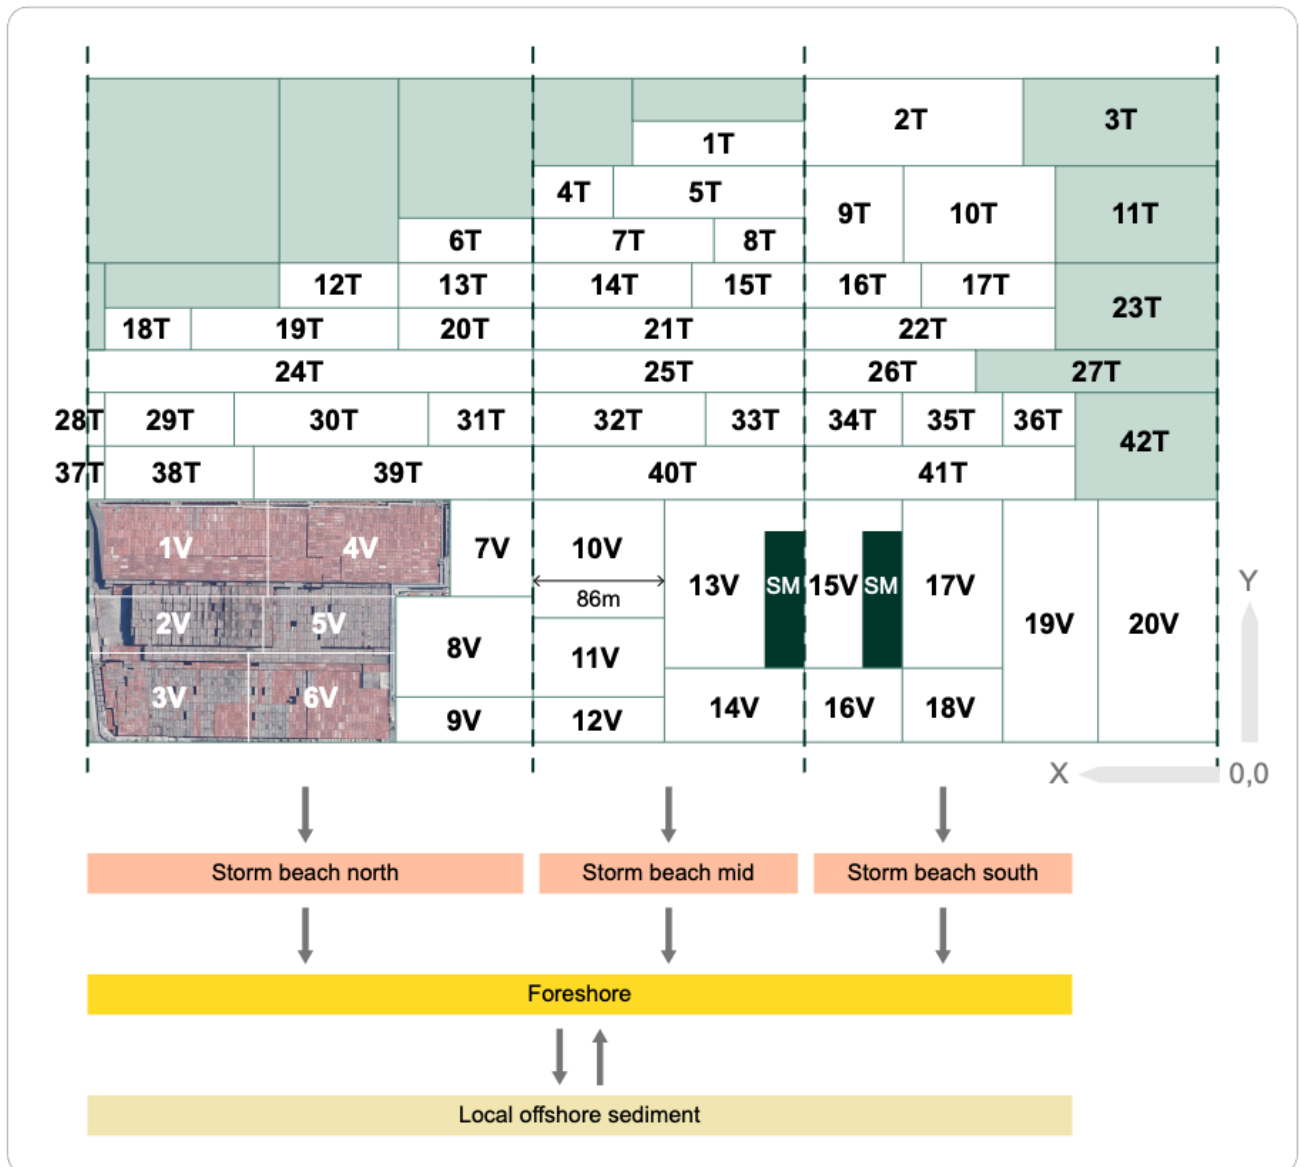 2T
3T
1T
4T
5T
9T
10T
11T
6T
7T
8T
12T
13T
14T
15T
16T
17T
23T
18T
19T
20T
21T
22T
24T
25T
26T
27T
28T
29T
30T
31T
32T
33T
34T
35T
36T
42T
37T
38T
39T
40T
41T
1V
4V
7V
10V
13V
SM
15V
SM
17V
19V
20V
86m
2V
5V
8V
11V
3V
6V
9V
12V
14V
16V
18V
Y
X
0,0
Storm beach north
Storm beach mid
Storm beach south
Foreshore
Local offshore sediment